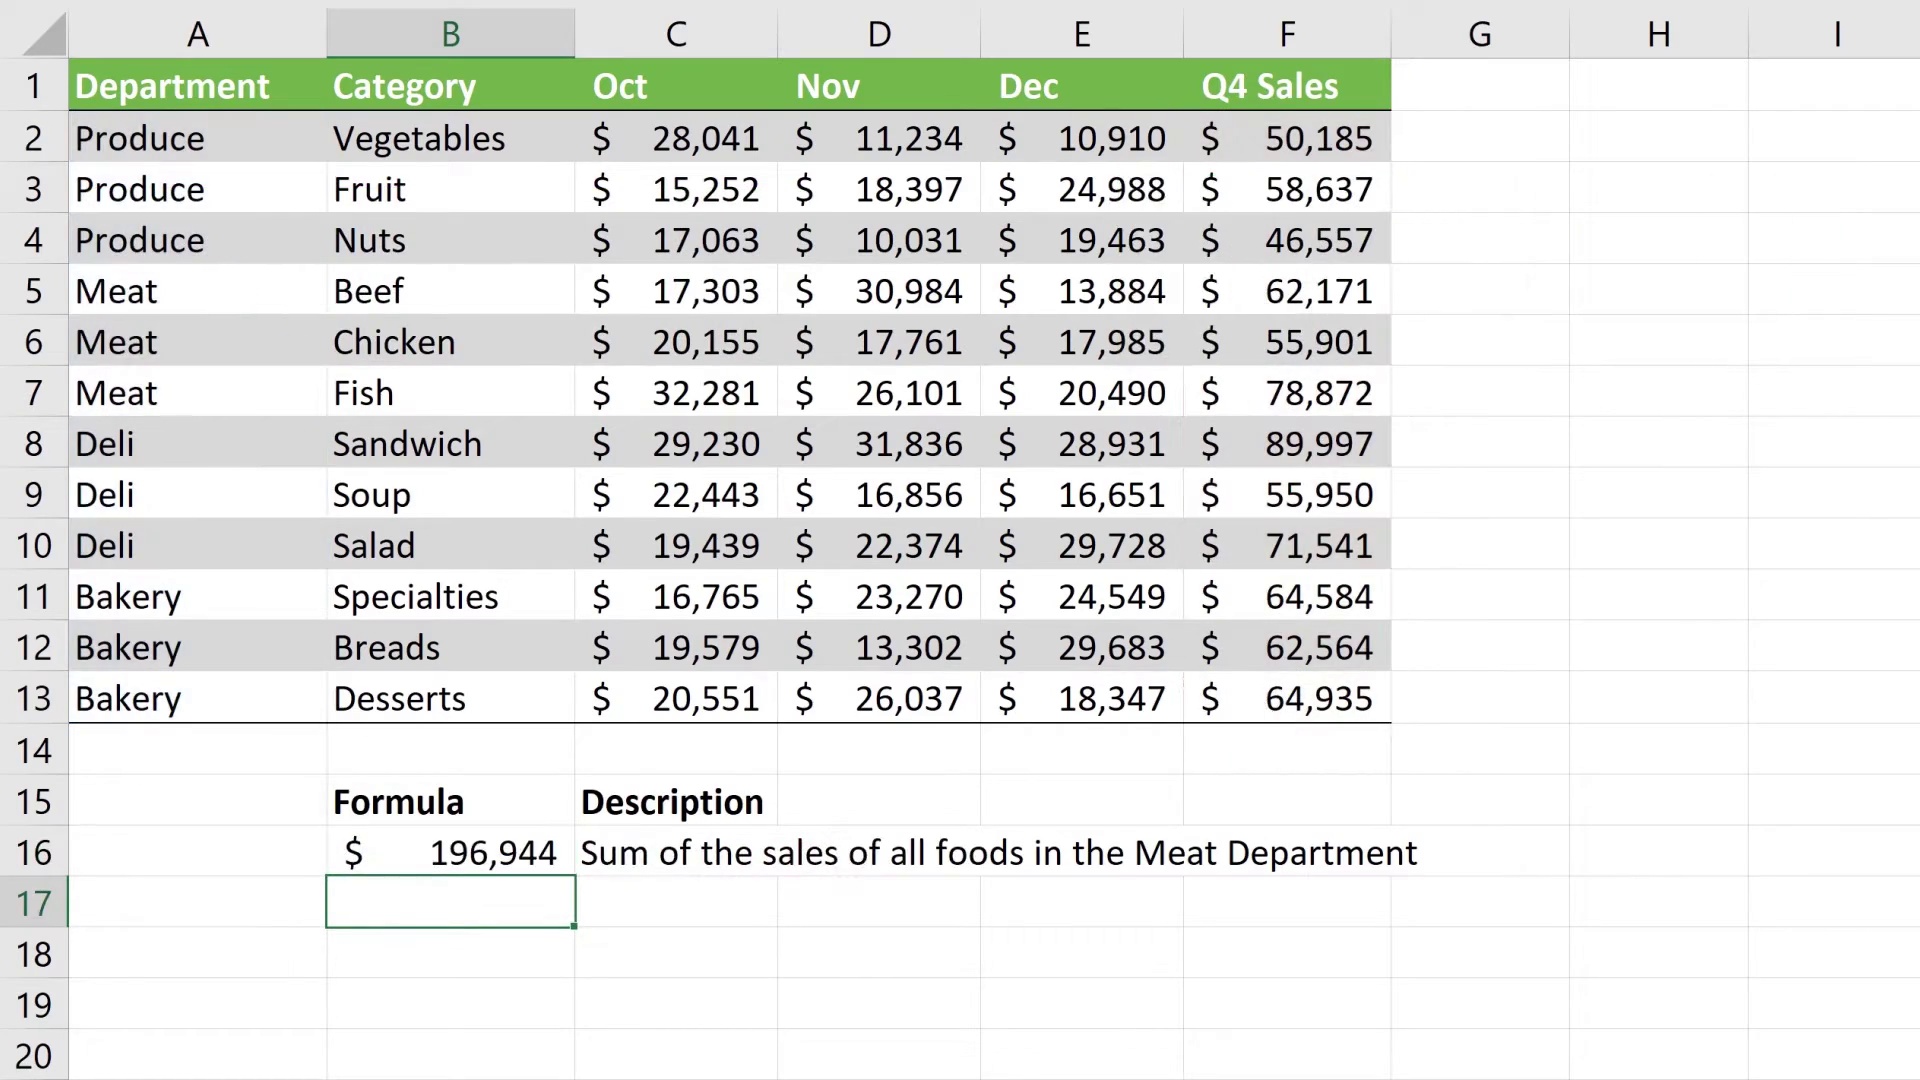 A B C D E F G H I
1 Department Category Oct Nov Dec Q4 Sales
2 Produce Vegetables $ 28,041 $ 11,234 $ 10,910 $ 50,185
3 Produce Fruit $ 15,252 $ 18,397 $ 24,988 $ 58,637
4 Produce Nuts $ 17,063 $ 10,031 $ 19,463 $ 46,557
5 Meat Beef $ 17,303 $ 30,984 $ 13,884 $ 62,171
6 Meat Chicken $ 20,155 $ 17,761 $ 17,985 $ 55,901
7 Meat Fish $ 32,281 $ 26,101 $ 20,490 $ 78,872
8 Deli Sandwich $ 29,230 $ 31,836 $ 28,931 $ 89,997
9 Deli Soup $ 22,443 $ 16,856 $ 16,651 $ 55,950
10 Deli Salad $ 19,439 $ 22,374 $ 29,728 $ 71,541
11 Bakery Specialties $ 16,765 $ 23,270 $ 24,549 $ 64,584
12 Bakery Breads $ 19,579 $ 13,302 $ 29,683 $ 62,564
13 Bakery Desserts $ 20,551 $ 26,037 $ 18,347 $ 64,935
14
15 Formula Description
16 $ 196,944 Sum of the sales of all foods in the Meat Department
17
18
19
20